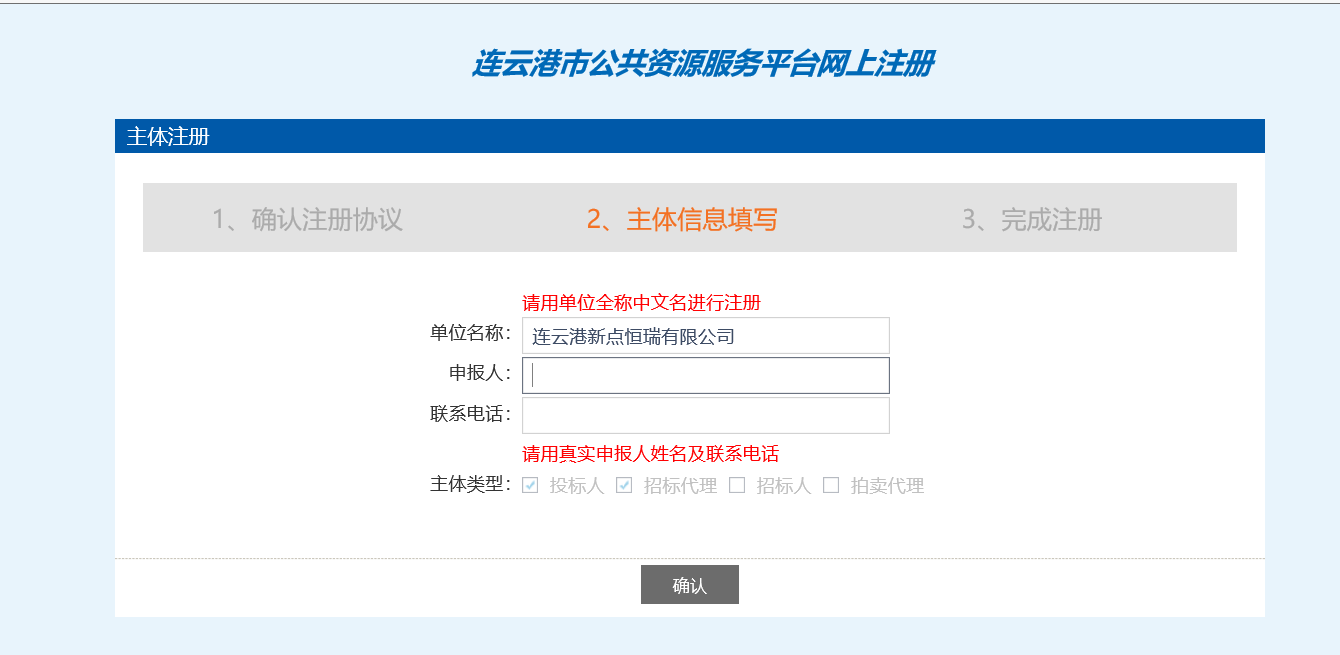 连云港市公共资源服务平台网上注册
主体注册
1、确认注册协议 2、主体信息填写 3、完成注册
请用单位全称中文名进行注册
单位名称： 连云港新点恒瑞有限公司
申报人：
联系电话：
请用真实申报人姓名及联系电话
主体类型： 投标人 招标代理 招标人 拍卖代理
确认